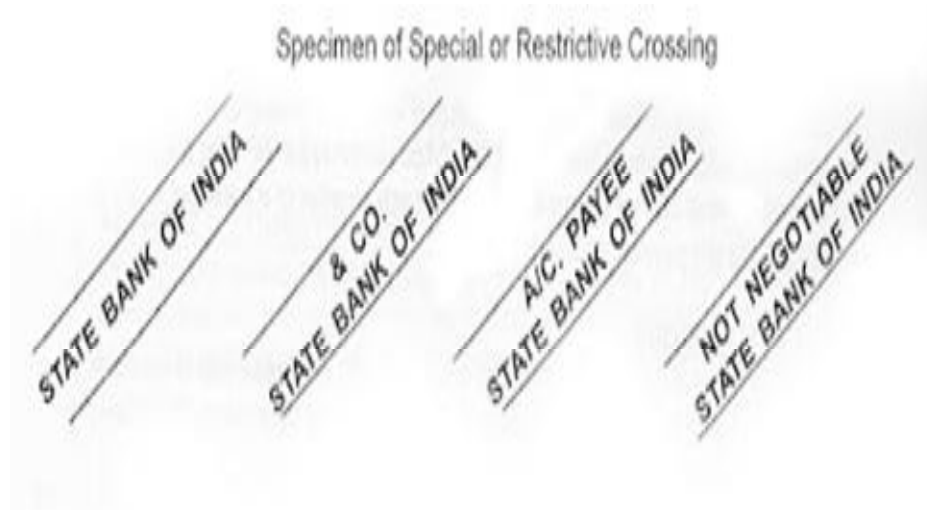 Specimen of Special or Restrictive Crossing
STATE BANK OF INDIA
& CO.
STATE BANK OF INDIA
A/C. PAYEE
STATE BANK OF INDIA
NOT NEGOTIABLE
STATE BANK OF INDIA